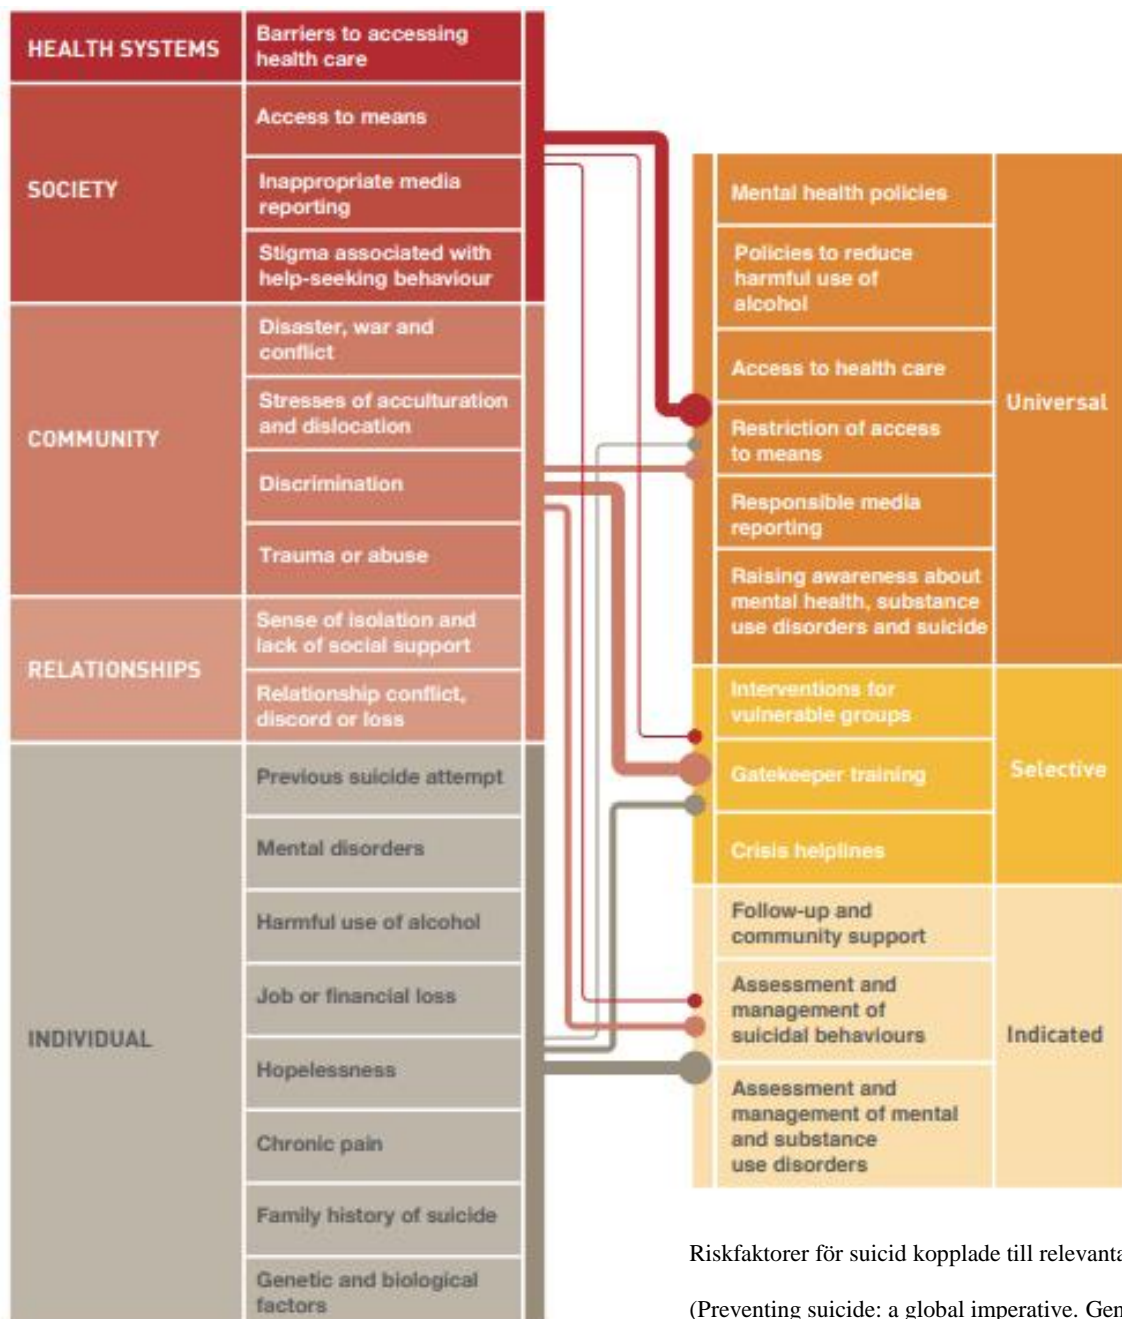 HEALTH SYSTEMS
Barriers to accessing
health care
SOCIETY
Access to means
Inappropriate media
reporting
Stigma associated with
help-seeking behaviour
COMMUNITY
Disaster, war and
conflict
Stresses of acculturation
and dislocation
Discrimination
Trauma or abuse
RELATIONSHIPS
Sense of isolation and
lack of social support
Relationship conflict,
discord or loss
INDIVIDUAL
Previous suicide attempt
Mental disorders
Harmful use of alcohol
Job or financial loss
Hopelessness
Chronic pain
Family history of suicide
Genetic and biological
factors
Mental health policies
Policies to reduce
harmful use of
alcohol
Access to health care
Restriction of access
to means
Responsible media
reporting
Raising awareness about
mental health, substance
use disorders and suicide
Universal
Interventions for
vulnerable groups
Gatekeeper training
Crisis helplines
Selective
Follow-up and
community support
Assessment and
management of
suicidal behaviours
Assessment and
management of mental
and substance
use disorders
Indicated
Riskfaktorer för suicid kopplade till relevanta
(Preventing suicide: a global imperative. Gen